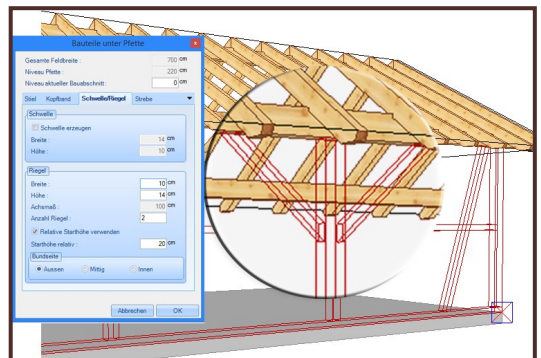 Bauteile unter Pfette
Gesamte Feldbreite : 700 cm
Niveau Pfette : 220 cm
Niveau aktueller Bauabschnitt : 0 cm
Stiel Kopfband Schwelle/Riegel Strebe
Schwelle
Schwelle erzeugen
Breite : 14 cm
Höhe : 10 cm
Riegel
Breite : 10 cm
Höhe : 14 cm
Achsmaß : 100 cm
Anzahl Riegel : 2
Relative Starthöhe verwenden
Starthöhe relativ : 20 cm
Bundseite
Aussen Mittig Innen
Abbrechen OK